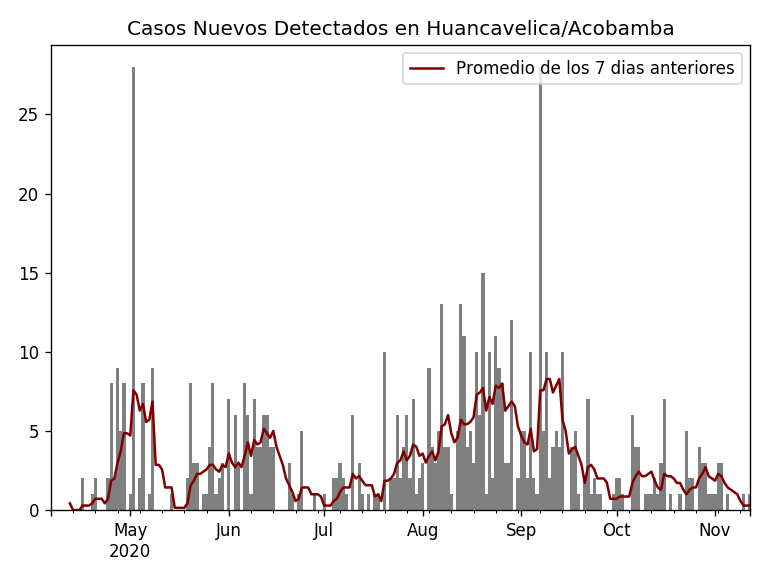 Casos Nuevos Detectados en Huancavelica/Acobamba
Promedio de los 7 dias anteriores
25
20
15
10
5
0
May Jun Jul Aug Sep Oct Nov
2020